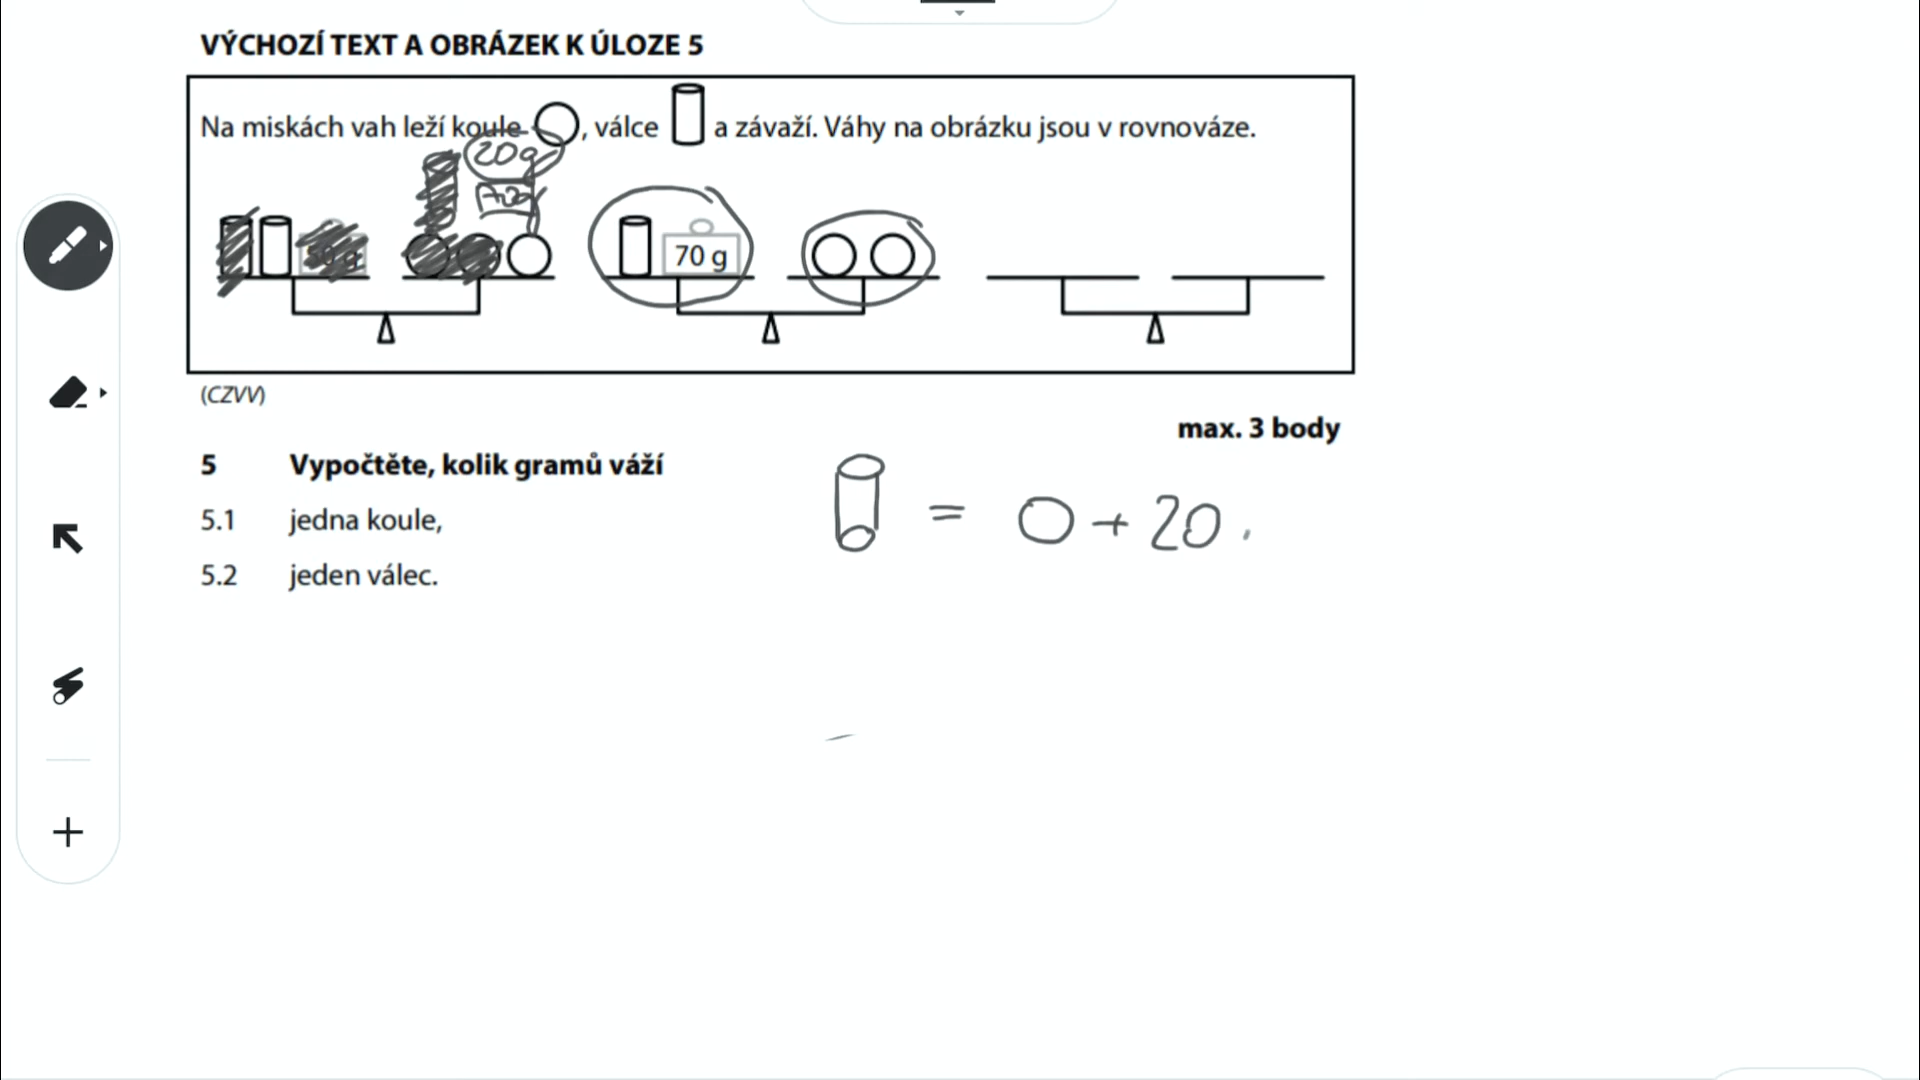 VÝCHOZÍ TEXT A OBRÁZEK K ÚLOZE 5
Na miskách vah leží koule , válce a závaží. Váhy na obrázku jsou v rovnováze.
20g
70 g
(CZVV)
max. 3 body
5 Vypočtěte, kolik gramů váží
= O + 20.
5.1 jedna koule,
5.2 jeden válec.